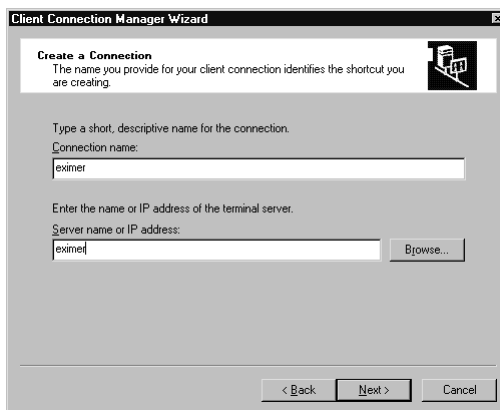 Client Connection Manager Wizard
Create a Connection
The name you provide for your client connection identifies the shortcut you
are creating.
Type a short, descriptive name for the connection.
Connection name:
eximer
Enter the name or IP address of the terminal server.
Server name or IP address:
eximer
Browse...
< Back
Next >
Cancel